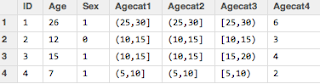 ID Age Sex Agecat1 Agecat2 Agecat3 Agecat4
1 1 26 1 (25,30] (25,30] [25,30) 6
2 2 12 0 (10,15] (10,15] [10,15) 3
3 3 15 1 (10,15] (10,15] [15,20) 4
4 4 7 1 (5,10] (5,10] [5,10) 2